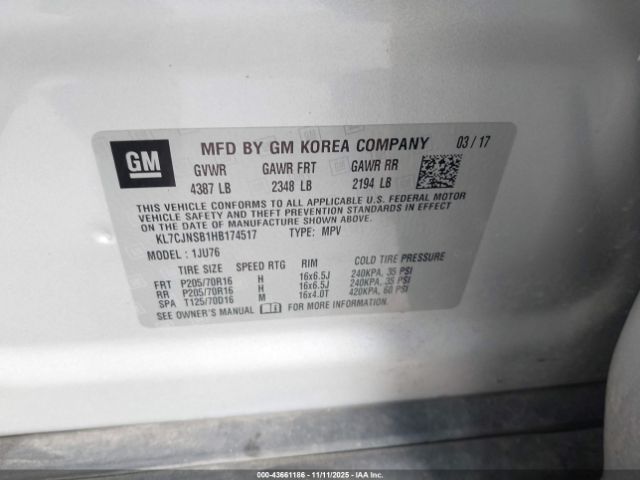 GM
MFD BY GM KOREA COMPANY 03 / 17
GVWR GAWR FRT GAWR RR
4387 LB 2348 LB 2194 LB
THIS VEHICLE CONFORMS TO ALL APPLICABLE U.S. FEDERAL MOTOR
VEHICLE SAFETY AND THEFT PREVENTION STANDARDS IN EFFECT
ON THE DATE OF MANUFACTURE SHOWN ABOVE.
KL7CJNSB1HB174517 TYPE: MPV
MODEL : 1JU76
TIRE SIZE SPEED RTG RIM COLD TIRE PRESSURE
FRT P205/70R16 H 16x6.5J 240KPA, 35 PSI
RR P205/70R16 H 16x6.5J 240KPA, 35 PSI
SPA T125/70D16 M 16x4.0T 420KPA, 60 PSI
SEE OWNER'S MANUAL FOR MORE INFORMATION.
000-43661186 - 11/11/2025 - IAAI, Inc.